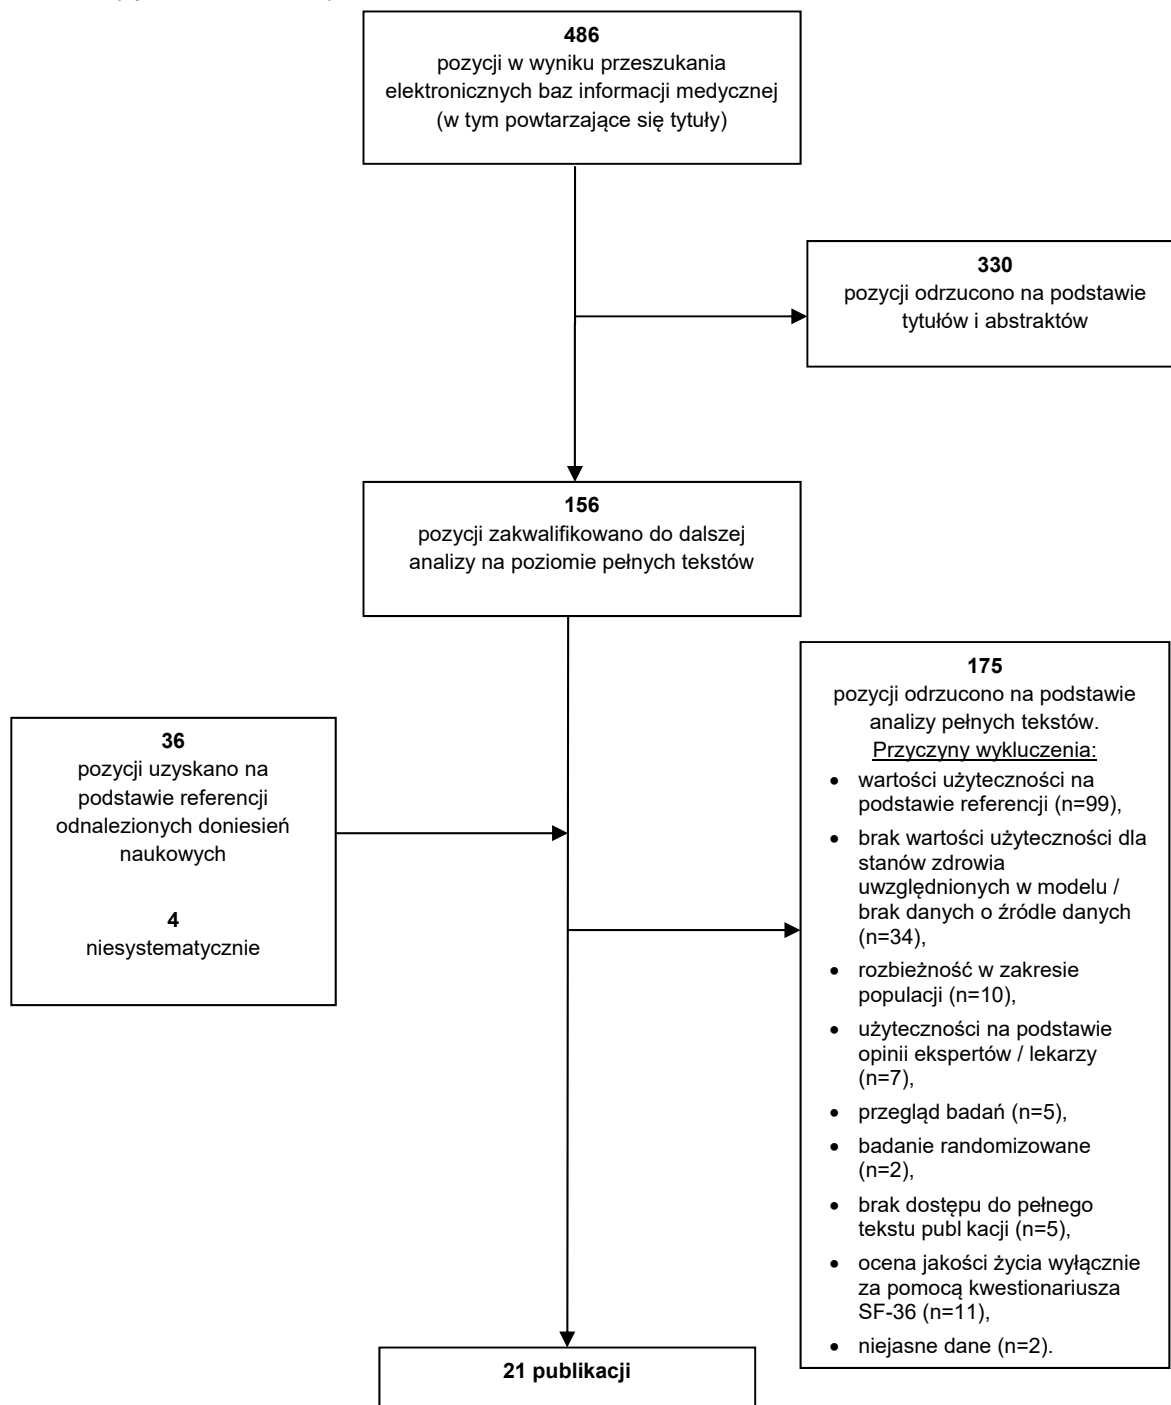 486
pozycji w wyniku przeszukania
elektronicznych baz informacji medycznej
(w tym powtarzające się tytuły)
330
pozycji odrzucono na podstawie
tytułów i abstraktów
156
pozycji zakwalifikowano do dalszej
analizy na poziomie pełnych tekstów
36
pozycji uzyskano na
podstawie referencji
odnalezionych doniesień
naukowych
4
niesystematycznie
175
pozycji odrzucono na podstawie
analizy pełnych tekstów.
Przyczyny wykluczenia:
• wartości użyteczności na
podstawie referencji (n=99),
• brak wartości użyteczności dla
stanów zdrowia
uwzględnionych w modelu /
brak danych o źródle danych
(n=34),
• rozbieżność w zakresie
populacji (n=10),
• użyteczności na podstawie
opinii ekspertów / lekarzy
(n=7),
• przegląd badań (n=5),
• badanie randomizowane
(n=2),
• brak dostępu do pełnego
tekstu publ kacji (n=5),
• ocena jakości życia wyłącznie
za pomocą kwestionariusza
SF-36 (n=11),
• niejasne dane (n=2).
21 publikacji